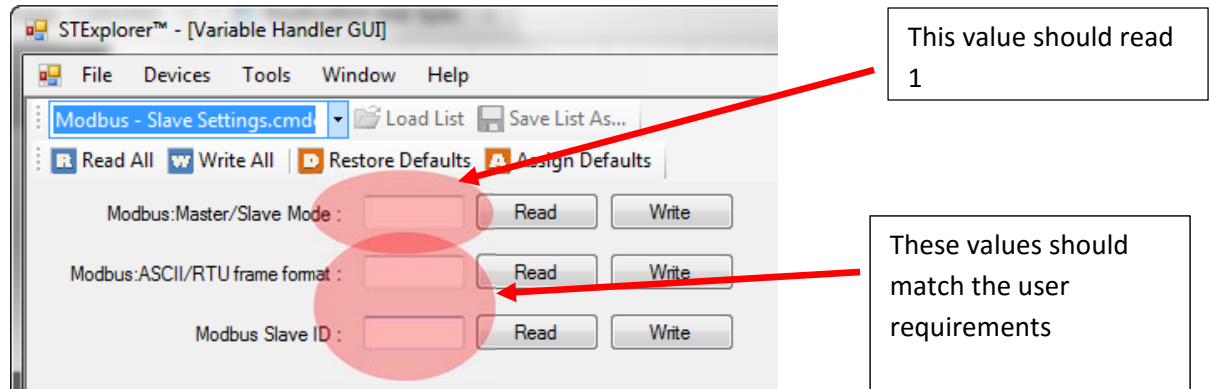 STExplorer™ - [Variable Handler GUI]
File Devices Tools Window Help
Modbus - Slave Settings.cmd Load List Save List As...
R Read All W Write All D Restore Defaults A Assign Defaults
Modbus:Master/Slave Mode : Read Write
Modbus:ASCII/RTU frame format : Read Write
Modbus Slave ID : Read Write
This value should read
1
These values should
match the user
requirements